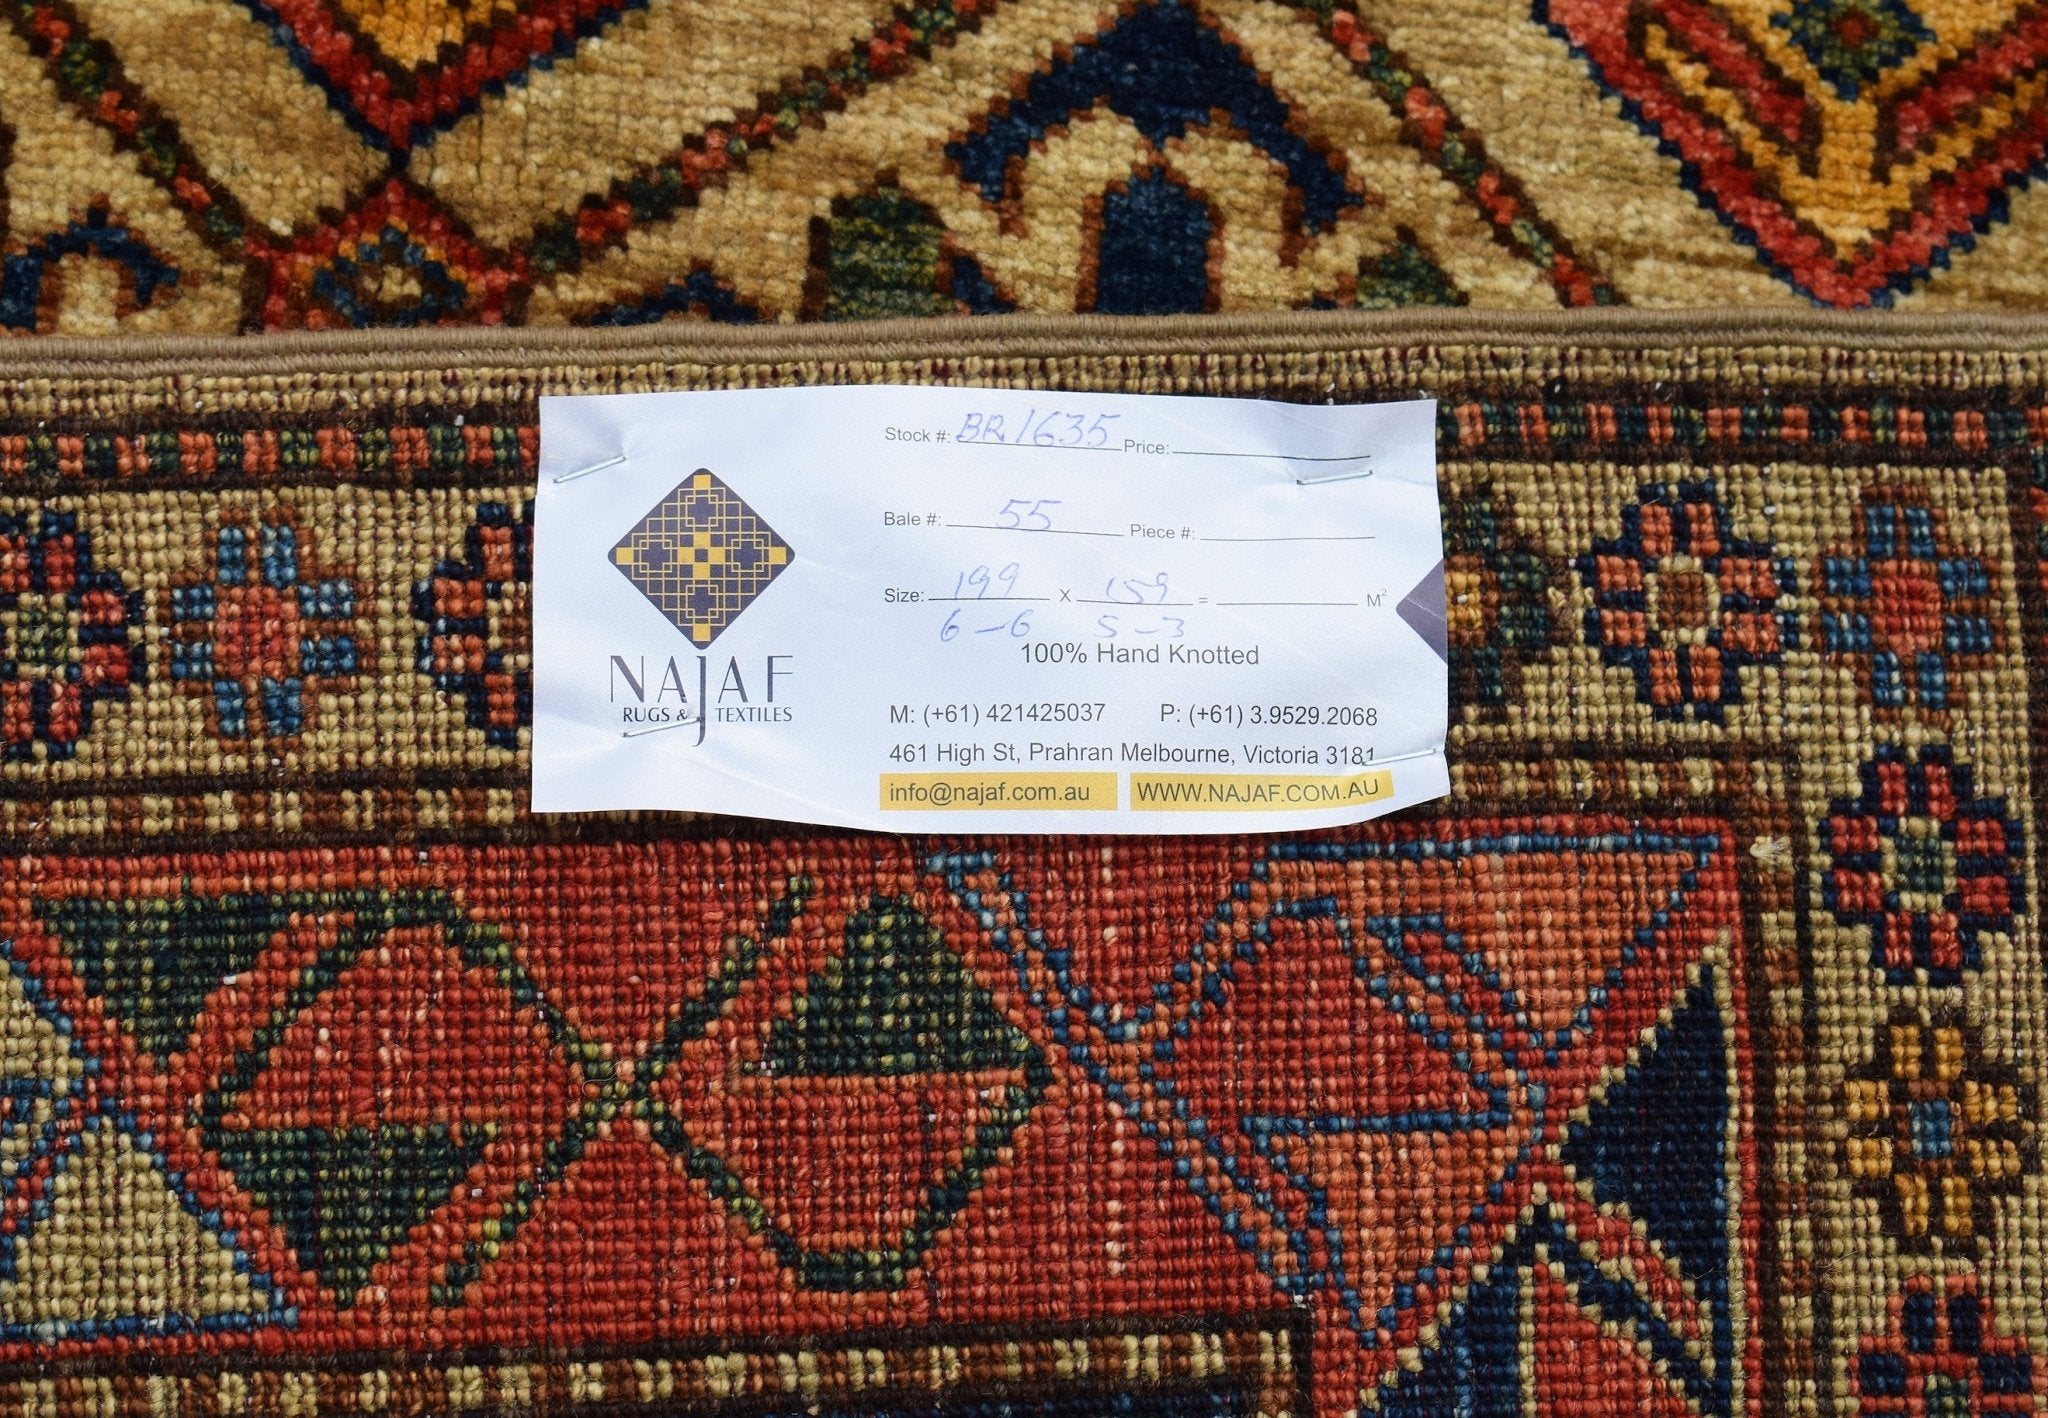 Stock #: BR1635 Price:
Bale #: 55 Piece #:
Size: 199 X 159 = M²
6-6 5-3
100% Hand Knotted
NAJAF
RUGS & TEXTILES
M: (+61) 421425037 P: (+61) 3.9529.2068
461 High St, Prahran Melbourne, Victoria 3181
info@najaf.com.au WWW.NAJAF.COM.AU